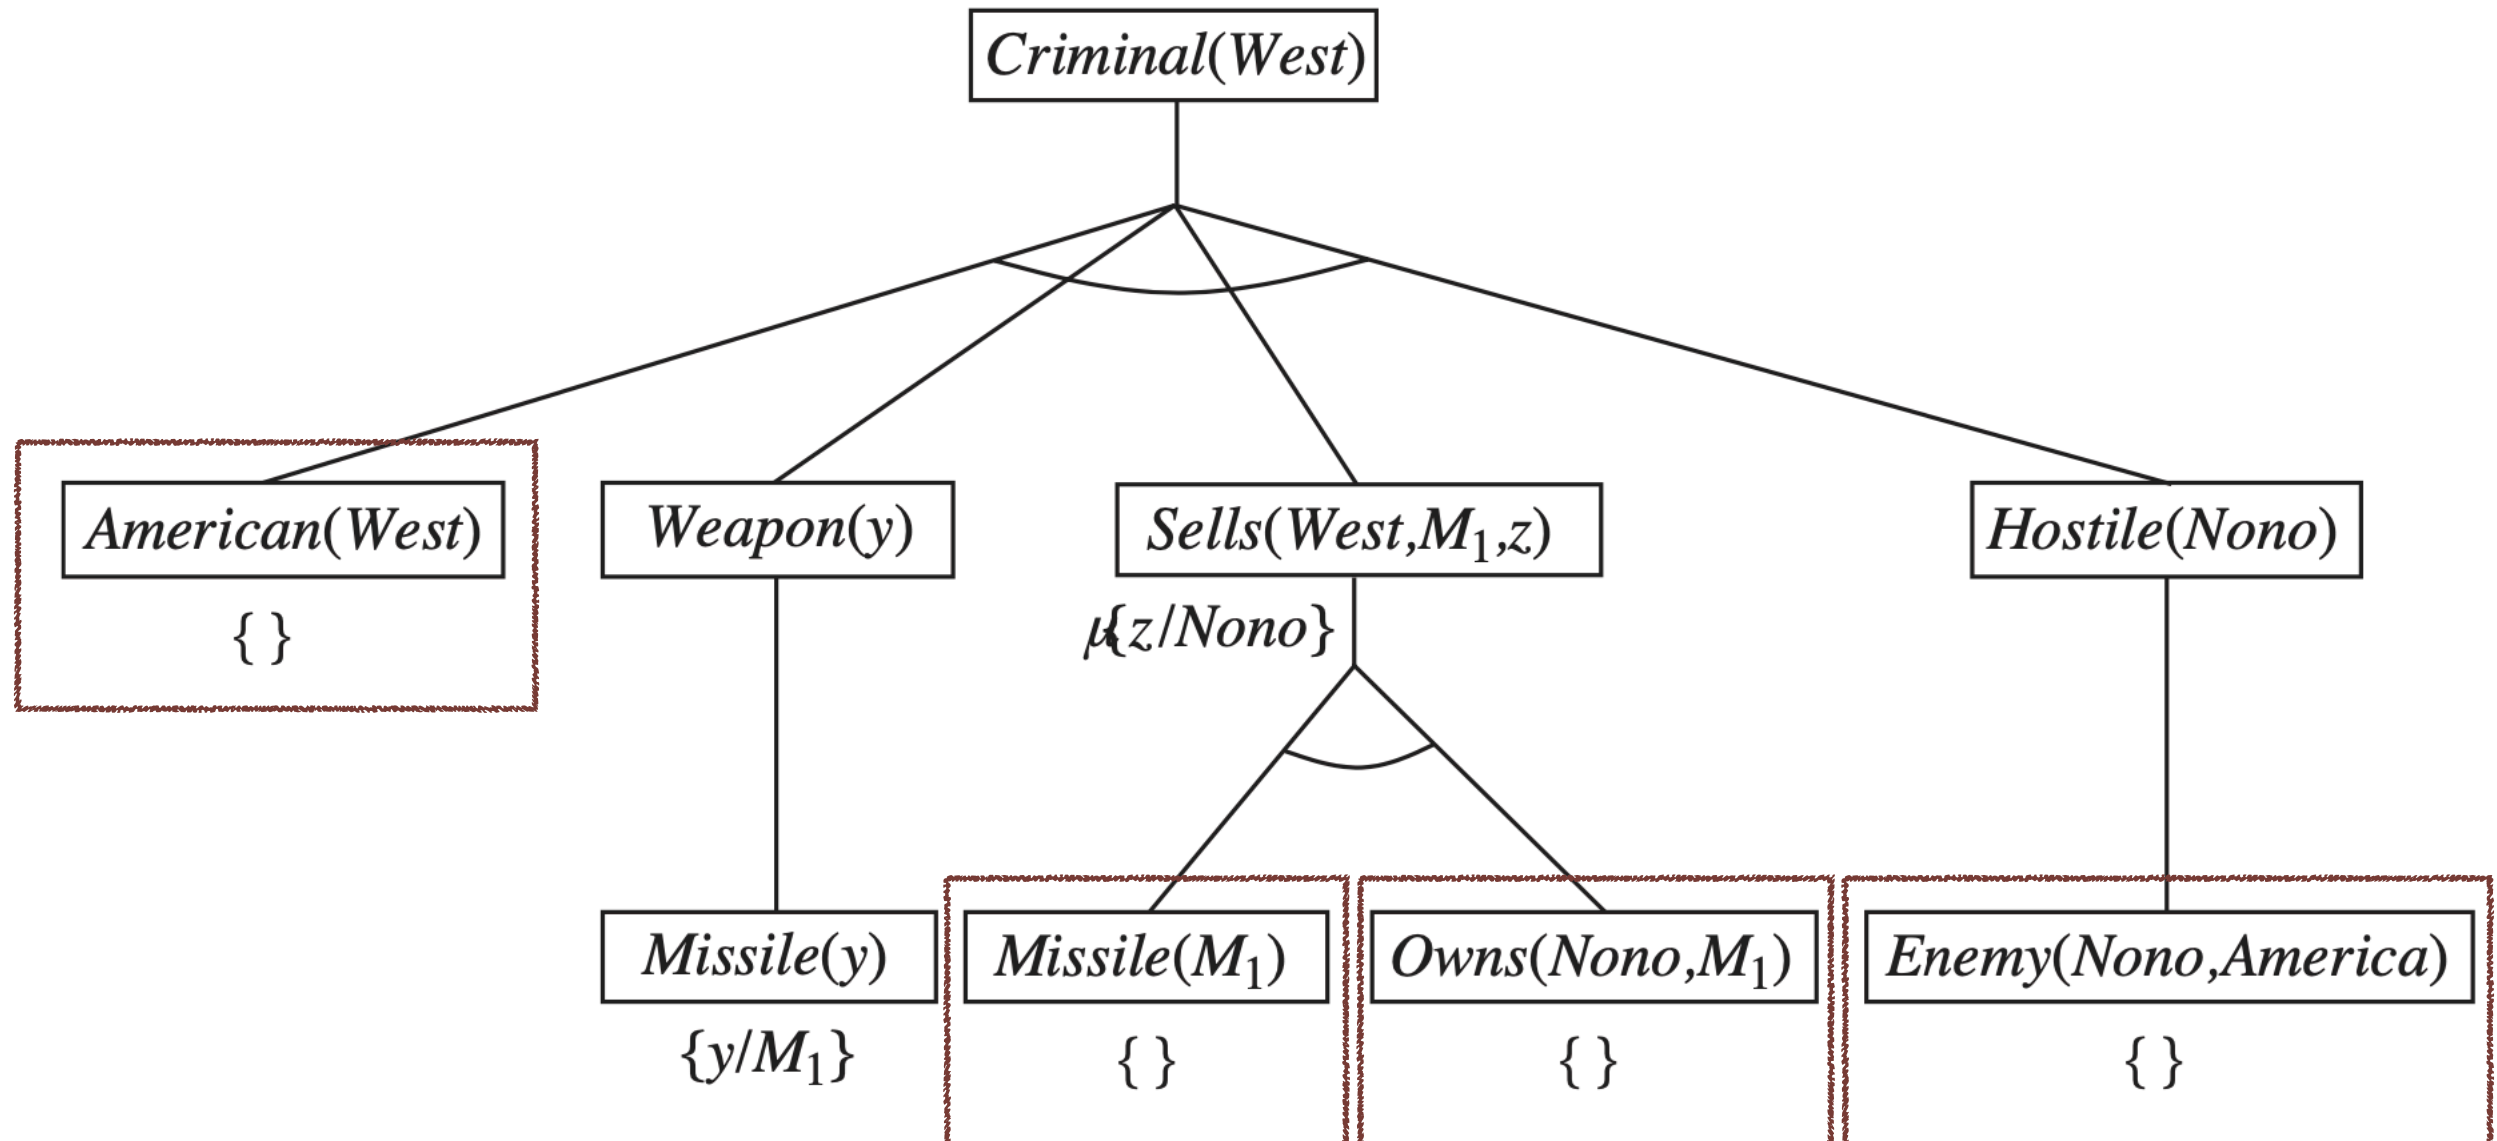 Criminal(West)
American(West)
Weapon(y)
Sells(West,M₁,z)
Hostile(Nono)
{ }
{z/Nono}
Missile(y)
Missile(M₁)
Owns(Nono,M₁)
Enemy(Nono,America)
{y/M₁}
{ }
{ }
{ }